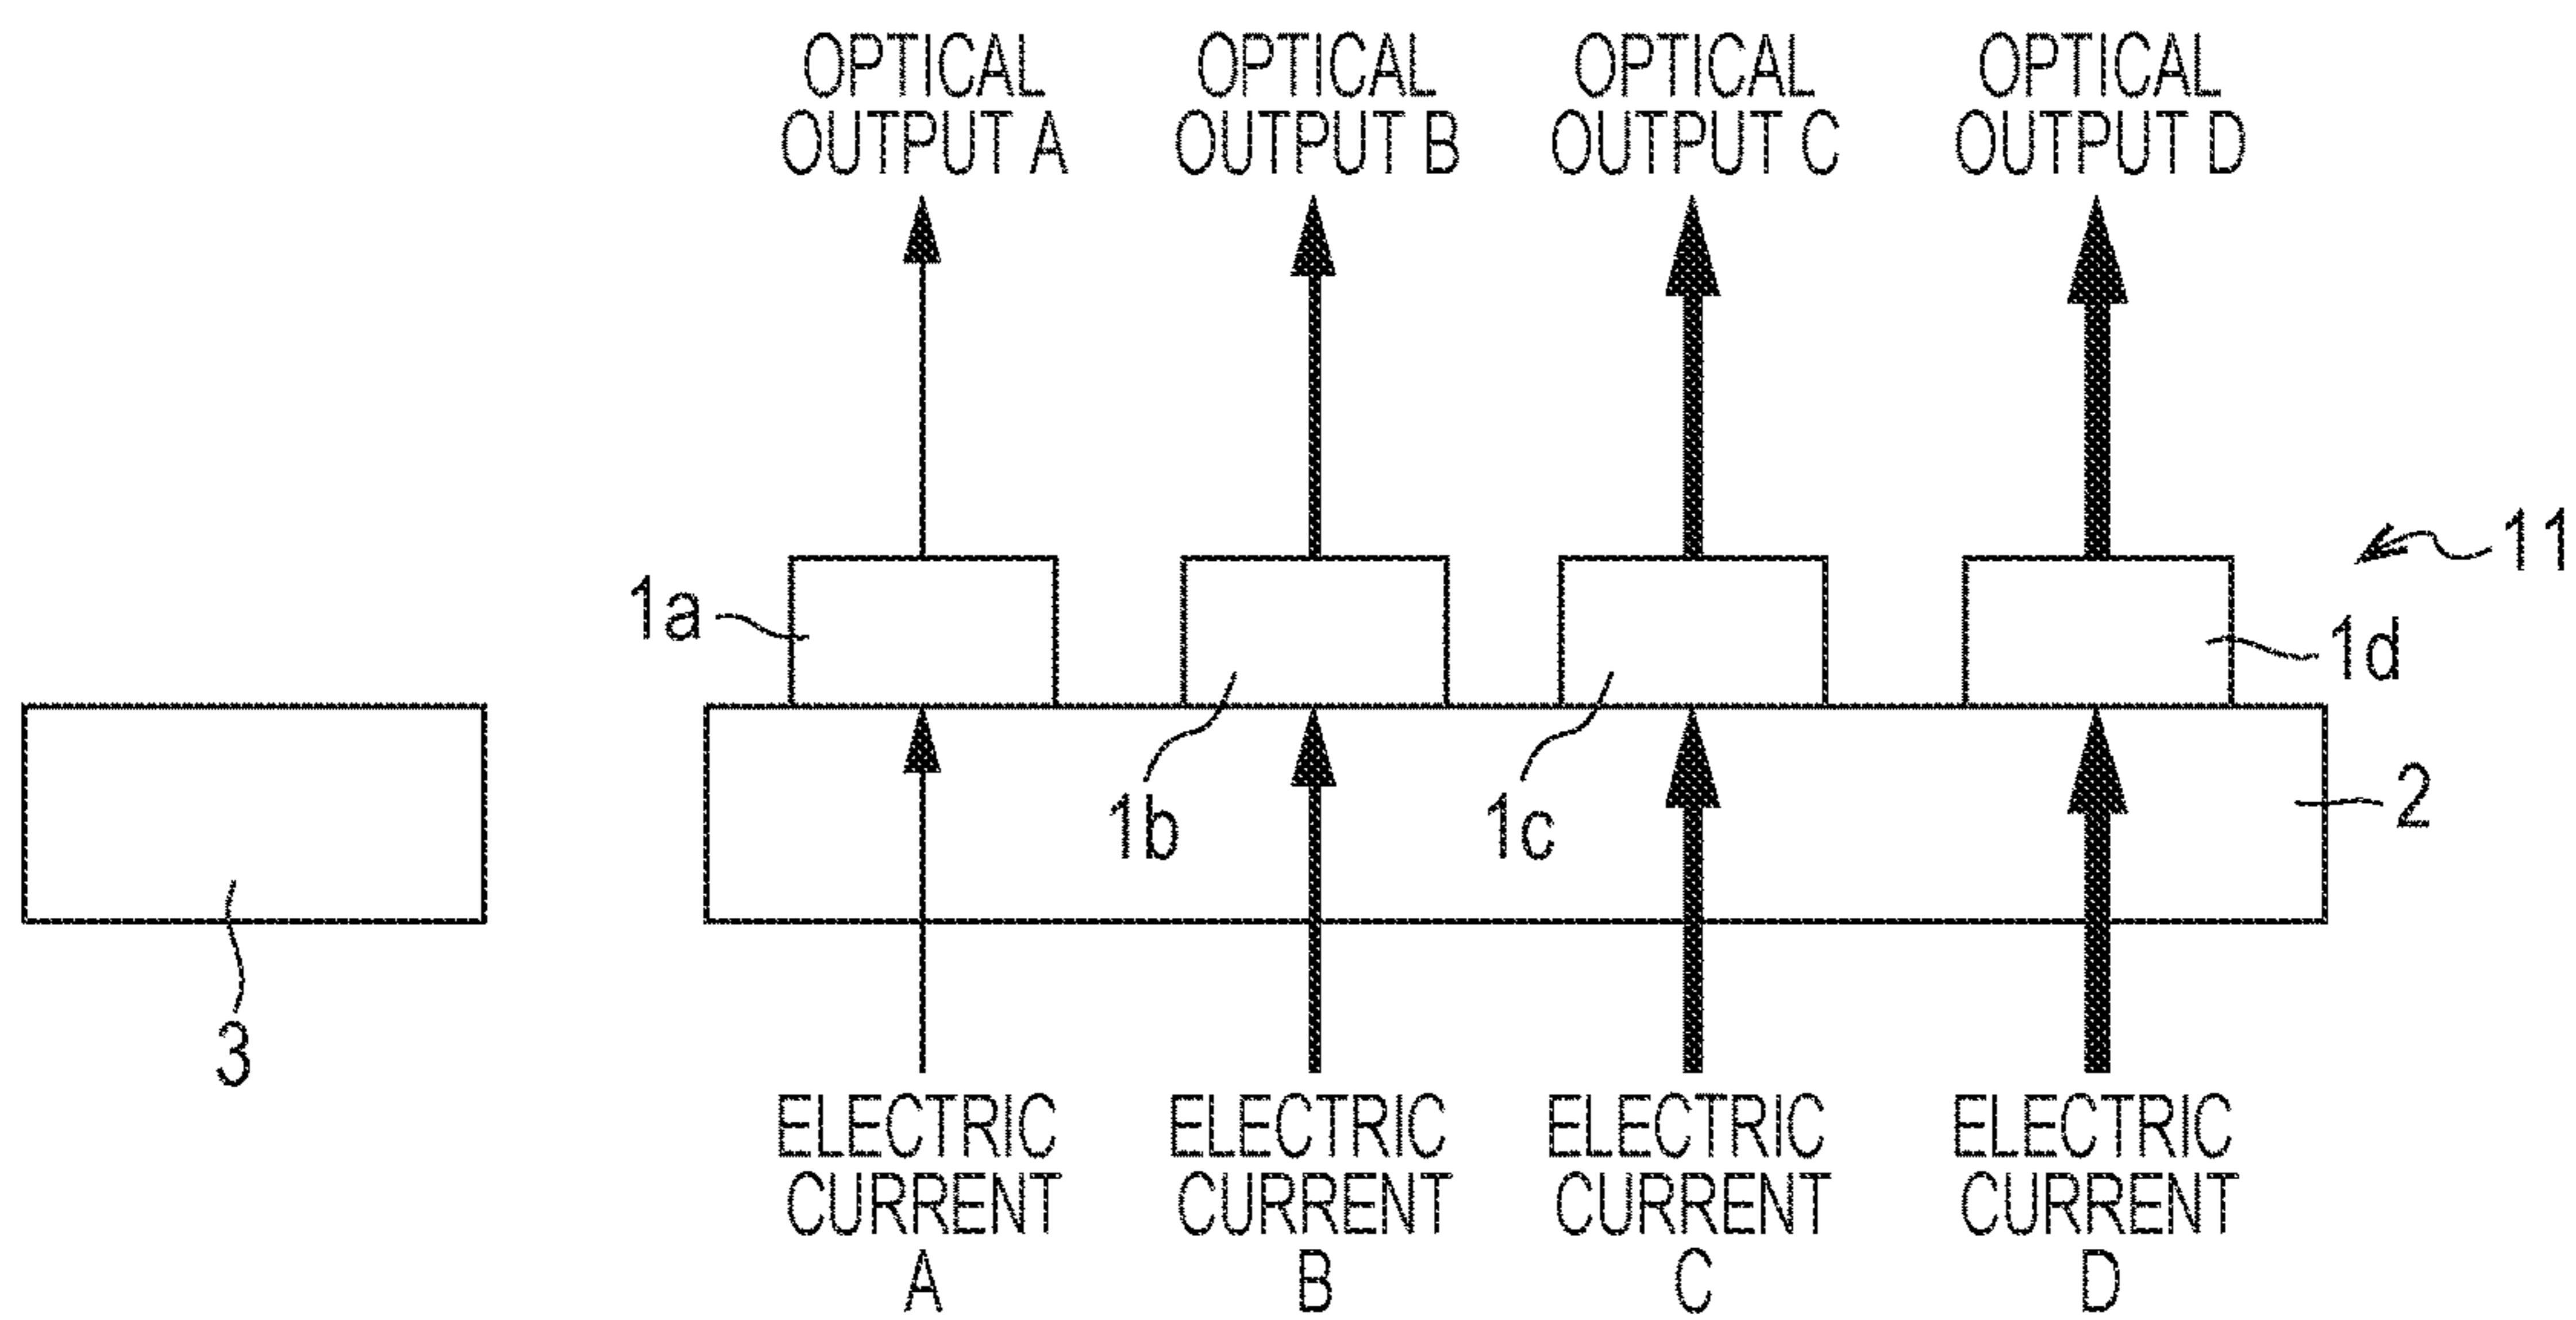 OPTICAL OUTPUT A
OPTICAL OUTPUT B
OPTICAL OUTPUT C
OPTICAL OUTPUT D
11
1a
1d
1b
1c
2
3
ELECTRIC CURRENT A
ELECTRIC CURRENT B
ELECTRIC CURRENT C
ELECTRIC CURRENT D